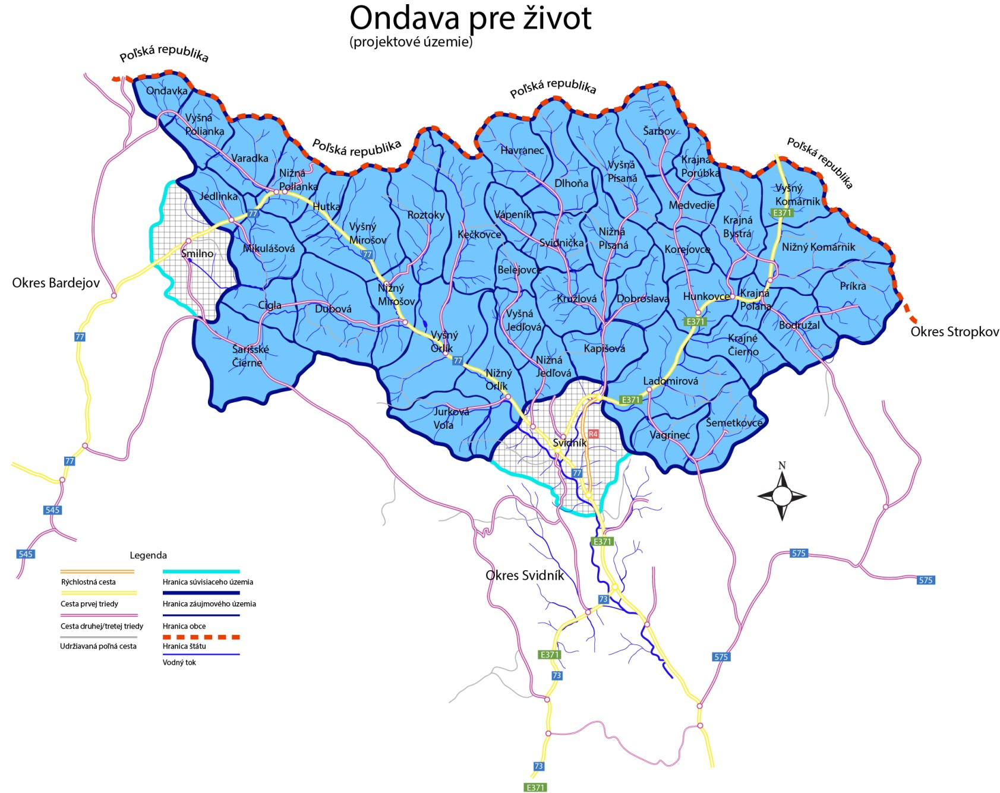 Ondava pre život
(projektové územie)
Poľská republika
Poľská republika
Poľská republika
Poľská republika
Ondavka
Vyšná
Polianka
Varadka
Nižná
Polianka
Jedlinka
77
Hutka
Mikulášová
Smilno
Vyšný
Mirošov
77
Roztoky
Kečkovce
Havranec
Dlhoňa
Vyšná
Písaná
Šarbov
Krajná
Porúbka
Vyšný
Komárnik
E371
Vápeník
Svidnička
Nižná
Písaná
Medvedie
Korejovce
Krajná
Bystrá
Nižný Komárnik
Belejovce
Okres Bardejov
Nižný
Mirošov
Cigla
Dubová
Kružlová
Dobroslava
Hunkovce
Krajná
Poľana
Príkra
Vyšná
Jedľová
E371
Bodružal
Okres Stropkov
77
Šarišské
Čierne
Vyšný
Orlík
77
Kapišová
Krajné
Čierno
Nižná
Jedľová
Nižný
Orlík
Ladomirová
E371
Jurková
Voľa
Šemetkovce
Vagrinec
R4
Svidník
77
77
N
545
545
E371
575
575
Okres Svidník
73
E371
73
575
73
E371
Legenda
Rýchlostná cesta
Cesta prvej triedy
Cesta druhej/tretej triedy
Udržiavaná poľná cesta
Hranica súvisiaceho územia
Hranica záujmového územia
Hranica obce
Hranica štátu
Vodný tok